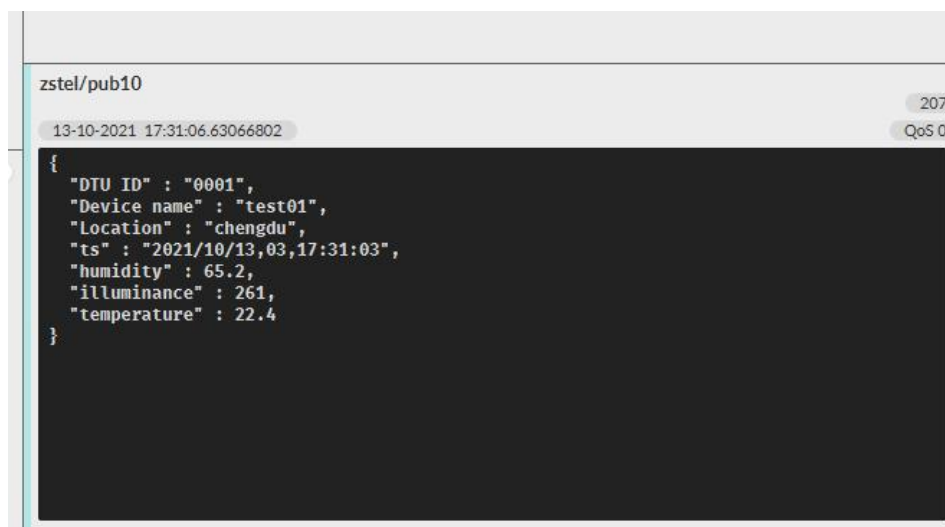 zstel/pub10
207
13-10-2021 17:31:06.63066802
QoS 0
{
"DTU ID" : "0001",
"Device name" : "test01",
"Location" : "chengdu",
"ts" : "2021/10/13,03,17:31:03",
"humidity" : 65.2,
"illuminance" : 261,
"temperature" : 22.4
}